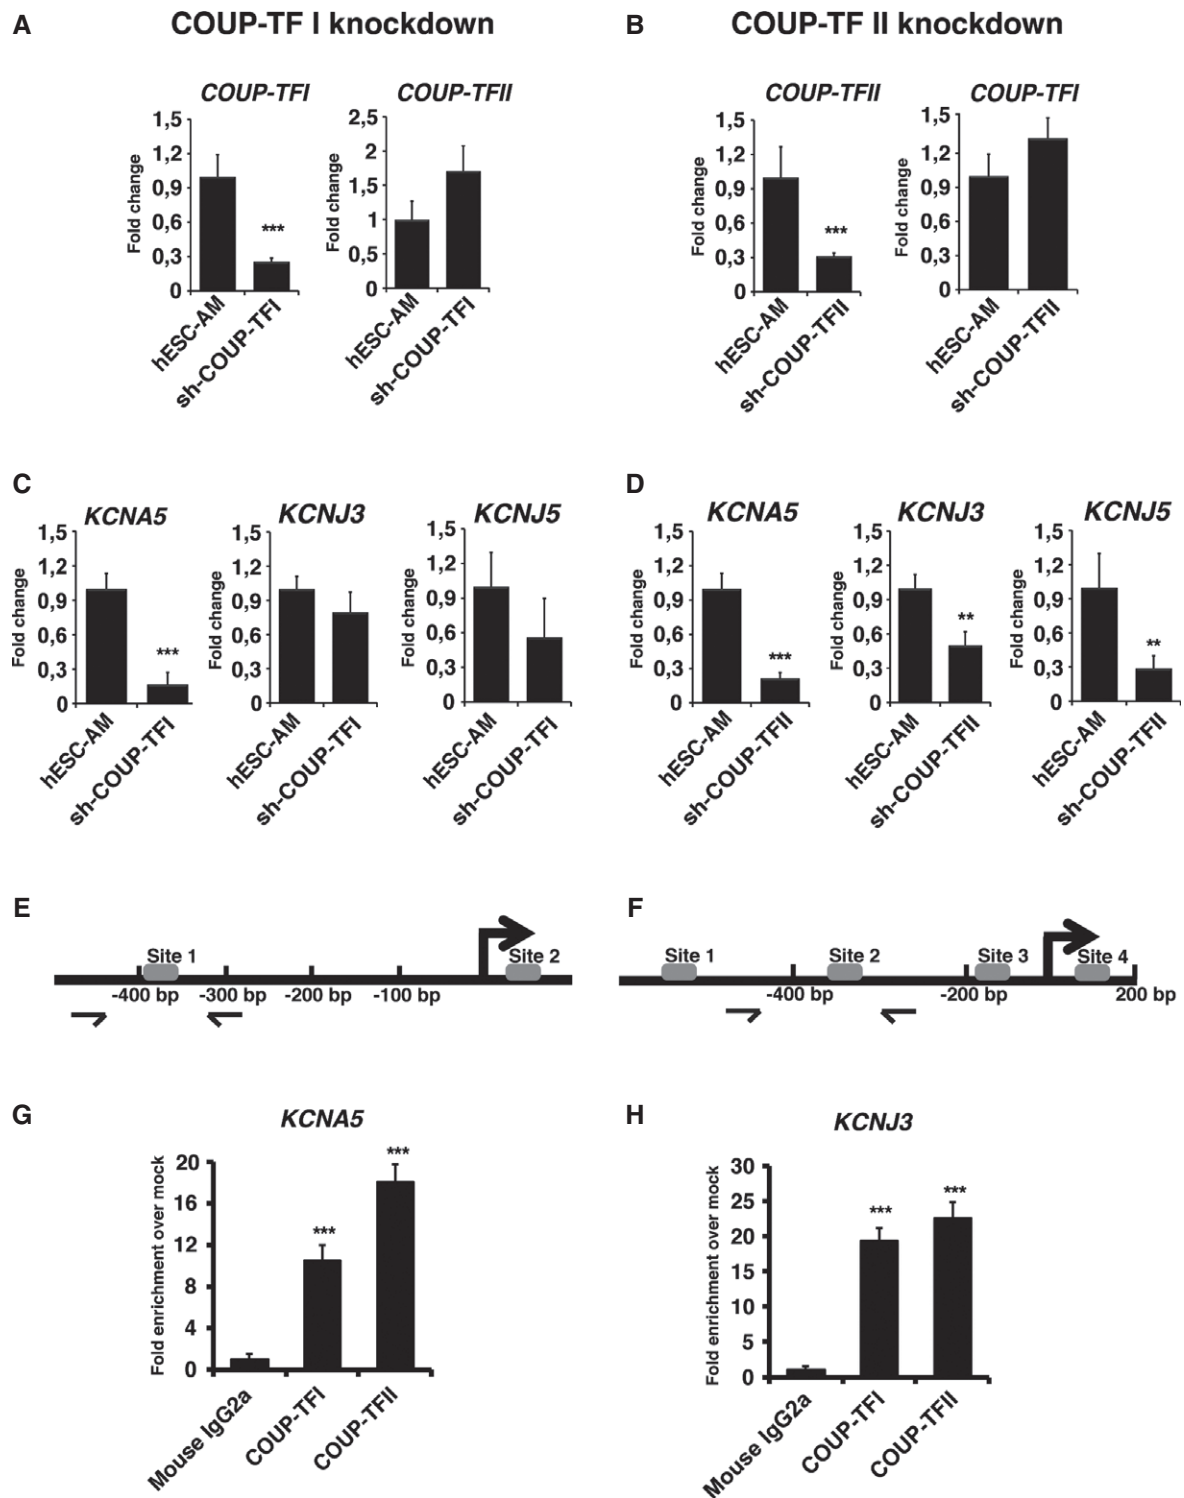 A
COUP-TF I knockdown
B
COUP-TF II knockdown
COUP-TFI
Fold change
1,5
1,2
0,9
0,6
0,3
0
***
hESC-AM
sh-COUP-TFI
COUP-TFII
Fold change
2,5
2
1,5
1
0,5
0
hESC-AM
sh-COUP-TFI
COUP-TFII
Fold change
1,5
1,2
0,9
0,6
0,3
0
***
hESC-AM
sh-COUP-TFII
COUP-TFI
Fold change
1,5
1,2
0,9
0,6
0,3
0
hESC-AM
sh-COUP-TFII
C
KCNA5
Fold change
1,5
1,2
0,9
0,6
0,3
0
***
hESC-AM
sh-COUP-TFI
KCNJ3
Fold change
1,5
1,2
0,9
0,6
0,3
0
hESC-AM
sh-COUP-TFI
KCNJ5
Fold change
1,5
1,2
0,9
0,6
0,3
0
hESC-AM
sh-COUP-TFI
D
KCNA5
Fold change
1,5
1,2
0,9
0,6
0,3
0
***
hESC-AM
sh-COUP-TFII
KCNJ3
Fold change
1,5
1,2
0,9
0,6
0,3
0
**
hESC-AM
sh-COUP-TFII
KCNJ5
Fold change
1,5
1,2
0,9
0,6
0,3
0
**
hESC-AM
sh-COUP-TFII
E
Site 1
Site 2
-400 bp
-300 bp
-200 bp
-100 bp
F
Site 1
Site 2
Site 3
Site 4
-400 bp
-200 bp
200 bp
G
KCNA5
Fold enrichment over mock
20
16
12
8
4
0
***
***
Mouse IgG2a
COUP-TFI
COUP-TFII
H
KCNJ3
Fold enrichment over mock
30
25
20
15
10
5
0
***
***
Mouse IgG2a
COUP-TFI
COUP-TFII